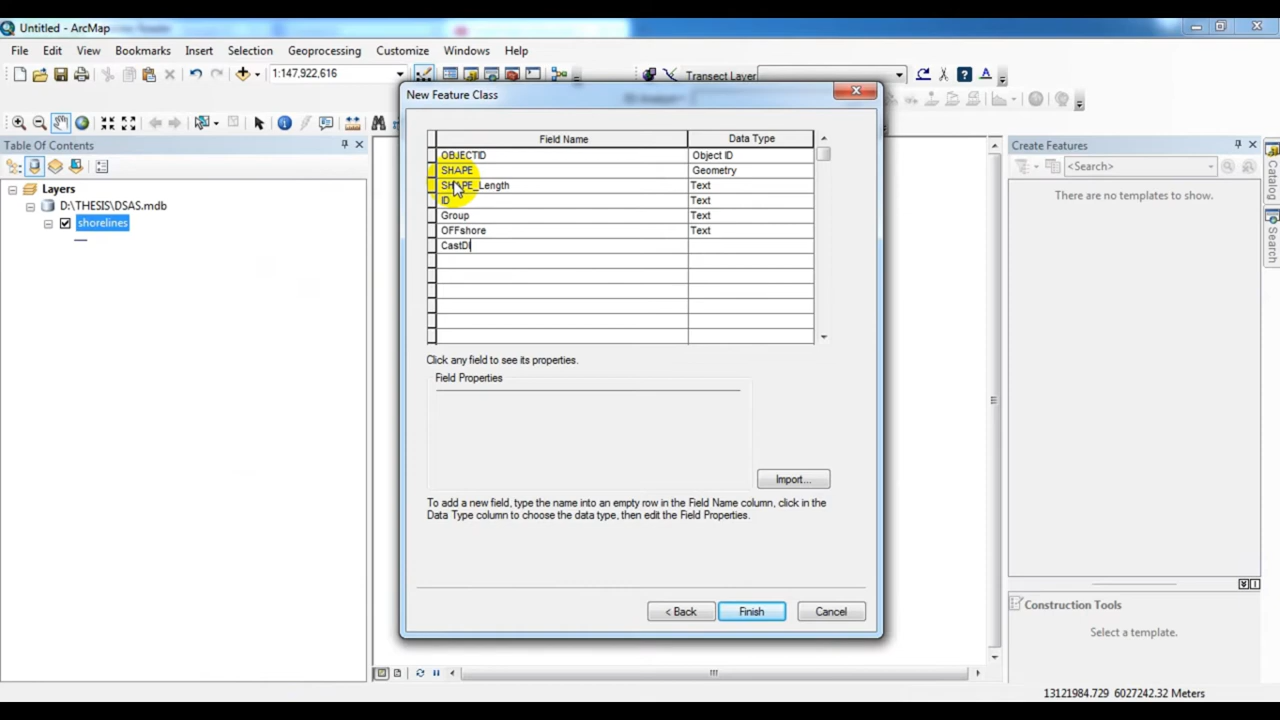 Untitled - ArcMap
File Edit View Bookmarks Insert Selection Geoprocessing Customize Windows Help
1:147,922,616
Transect Layer
New Feature Class
Table Of Contents
Layers
D:\THESIS\DSAS.mdb
shorelines
Field Name Data Type
OBJECTID Object ID
SHAPE Geometry
SHAPE_Length Text
ID Text
Group Text
OFFshore Text
CastDI
Click any field to see its properties.
Field Properties
Import...
To add a new field, type the name into an empty row in the Field Name column, click in the
Data Type column to choose the data type, then edit the Field Properties.
< Back Finish Cancel
Create Features
<Search>
There are no templates to show.
Catalog
Search
Construction Tools
Select a template.
13121984.729 6027242.32 Meters